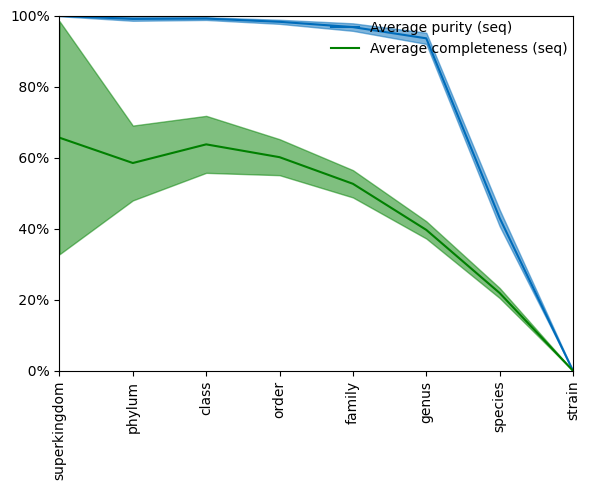 100%
80%
60%
40%
20%
0%
Average purity (seq)
Average completeness (seq)
superkingdom
phylum
class
order
family
genus
species
strain